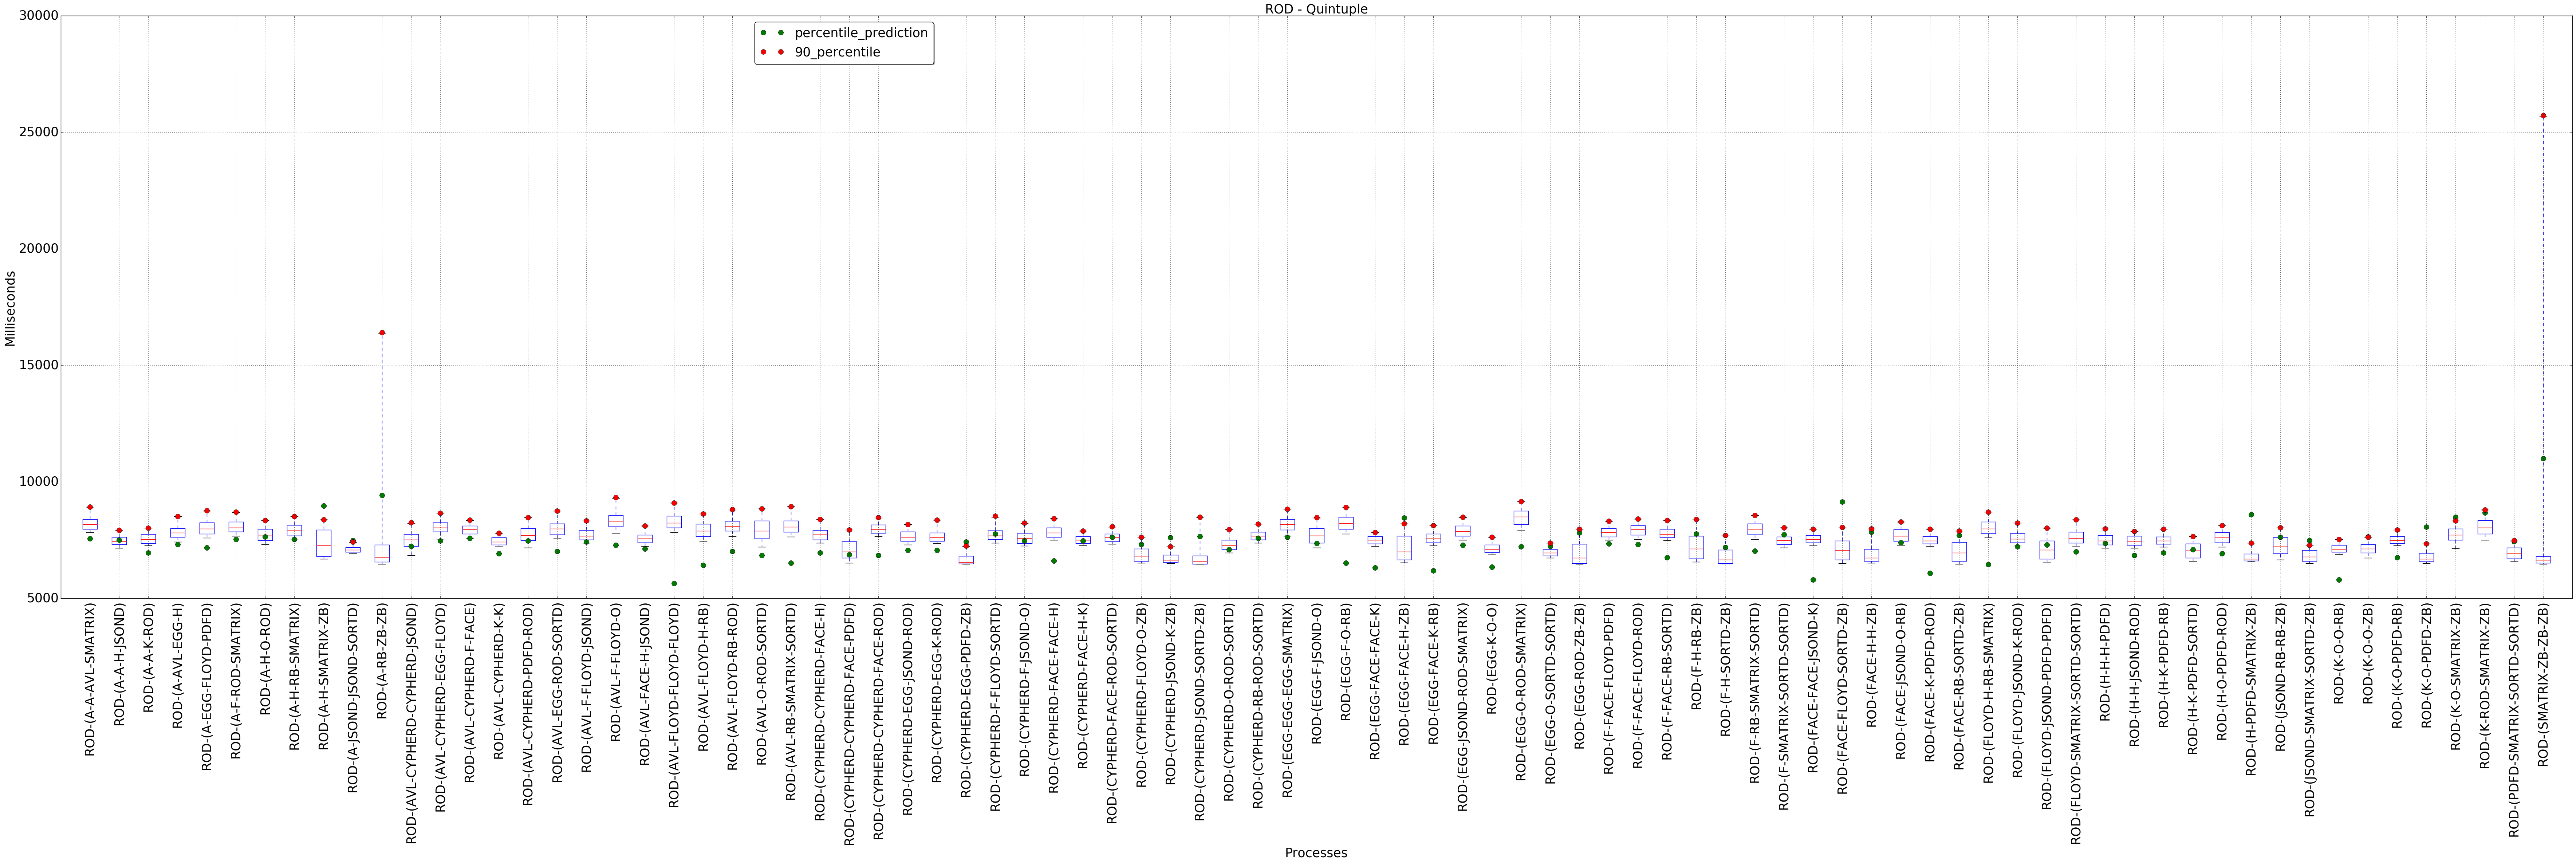 ROD - Quintuple
percentile_prediction
90_percentile
30000
25000
20000
15000
10000
5000
Milliseconds
ROD-(A-A-AVL-SMATRIX)
ROD-(A-A-H-JSOND)
ROD-(A-A-K-ROD)
ROD-(A-AVL-EGG-H)
ROD-(A-EGG-FLOYD-PDFD)
ROD-(A-F-ROD-SMATRIX)
ROD-(A-H-O-ROD)
ROD-(A-H-RB-SMATRIX)
ROD-(A-H-SMATRIX-ZB)
ROD-(A-JSOND-JSOND-SORTD)
ROD-(A-RB-ZB-ZB)
ROD-(AVL-CYPHERD-CYPHERD-JSOND)
ROD-(AVL-CYPHERD-EGG-FLOYD)
ROD-(AVL-CYPHERD-F-FACE)
ROD-(AVL-CYPHERD-K-K)
ROD-(AVL-CYPHERD-PDFD-ROD)
ROD-(AVL-EGG-ROD-SORTD)
ROD-(AVL-F-FLOYD-JSOND)
ROD-(AVL-F-FLOYD-O)
ROD-(AVL-FACE-H-JSOND)
ROD-(AVL-FLOYD-FLOYD-FLOYD)
ROD-(AVL-FLOYD-H-RB)
ROD-(AVL-FLOYD-RB-ROD)
ROD-(AVL-O-ROD-SORTD)
ROD-(AVL-RB-SMATRIX-SORTD)
ROD-(CYPHERD-CYPHERD-FACE-H)
ROD-(CYPHERD-CYPHERD-FACE-PDFD)
ROD-(CYPHERD-CYPHERD-FACE-ROD)
ROD-(CYPHERD-EGG-JSOND-ROD)
ROD-(CYPHERD-EGG-K-ROD)
ROD-(CYPHERD-EGG-PDFD-ZB)
ROD-(CYPHERD-F-FLOYD-SORTD)
ROD-(CYPHERD-F-JSOND-O)
ROD-(CYPHERD-FACE-FACE-H)
ROD-(CYPHERD-FACE-H-K)
ROD-(CYPHERD-FACE-ROD-SORTD)
ROD-(CYPHERD-FLOYD-O-ZB)
ROD-(CYPHERD-JSOND-K-ZB)
ROD-(CYPHERD-JSOND-SORTD-ZB)
ROD-(CYPHERD-O-ROD-SORTD)
ROD-(CYPHERD-RB-ROD-SORTD)
ROD-(EGG-EGG-EGG-SMATRIX)
ROD-(EGG-F-JSOND-O)
ROD-(EGG-F-O-RB)
ROD-(EGG-FACE-FACE-K)
ROD-(EGG-FACE-H-ZB)
ROD-(EGG-FACE-K-RB)
ROD-(EGG-JSOND-ROD-SMATRIX)
ROD-(EGG-K-O-O)
ROD-(EGG-O-ROD-SMATRIX)
ROD-(EGG-O-SORTD-SORTD)
ROD-(EGG-ROD-ZB-ZB)
ROD-(F-FACE-FLOYD-PDFD)
ROD-(F-FACE-FLOYD-ROD)
ROD-(F-FACE-RB-SORTD)
ROD-(F-H-RB-ZB)
ROD-(F-H-SORTD-ZB)
ROD-(F-RB-SMATRIX-SORTD)
ROD-(F-SMATRIX-SORTD-SORTD)
ROD-(FACE-FACE-JSOND-K)
ROD-(FACE-FLOYD-SORTD-ZB)
ROD-(FACE-H-H-ZB)
ROD-(FACE-JSOND-O-RB)
ROD-(FACE-K-PDFD-ROD)
ROD-(FACE-RB-SORTD-ZB)
ROD-(FLOYD-H-RB-SMATRIX)
ROD-(FLOYD-JSOND-K-ROD)
ROD-(FLOYD-JSOND-PDFD-PDFD)
ROD-(FLOYD-SMATRIX-SORTD-SORTD)
ROD-(H-H-H-PDFD)
ROD-(H-H-JSOND-ROD)
ROD-(H-K-PDFD-RB)
ROD-(H-K-PDFD-SORTD)
ROD-(H-O-PDFD-ROD)
ROD-(H-PDFD-SMATRIX-ZB)
ROD-(JSOND-RB-RB-ZB)
ROD-(JSOND-SMATRIX-SORTD-ZB)
ROD-(K-O-O-RB)
ROD-(K-O-O-ZB)
ROD-(K-O-PDFD-RB)
ROD-(K-O-PDFD-ZB)
ROD-(K-O-SMATRIX-ZB)
ROD-(K-ROD-SMATRIX-ZB)
ROD-(PDFD-SMATRIX-SORTD-SORTD)
ROD-(SMATRIX-ZB-ZB-ZB)
Processes